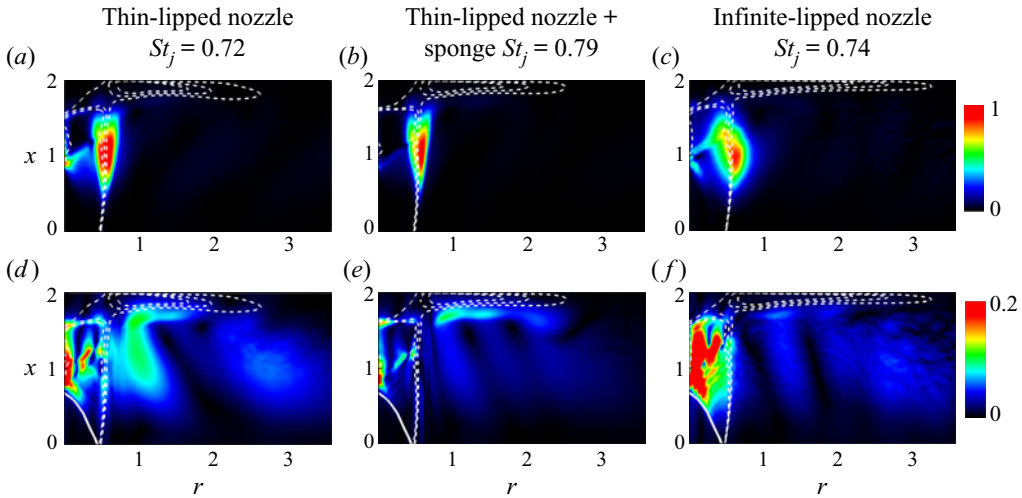 Thin-lipped nozzle
St_j = 0.72
Thin-lipped nozzle +
sponge St_j = 0.79
Infinite-lipped nozzle
St_j = 0.74
(a)
(b)
(c)
2
x
1
0
1 2 3
2
1
0
1 2 3
2
1
0
1 2 3
1
0
(d)
(e)
(f)
2
x
1
0
1 2 3
r
2
1
0
1 2 3
r
2
1
0
1 2 3
r
0.2
0